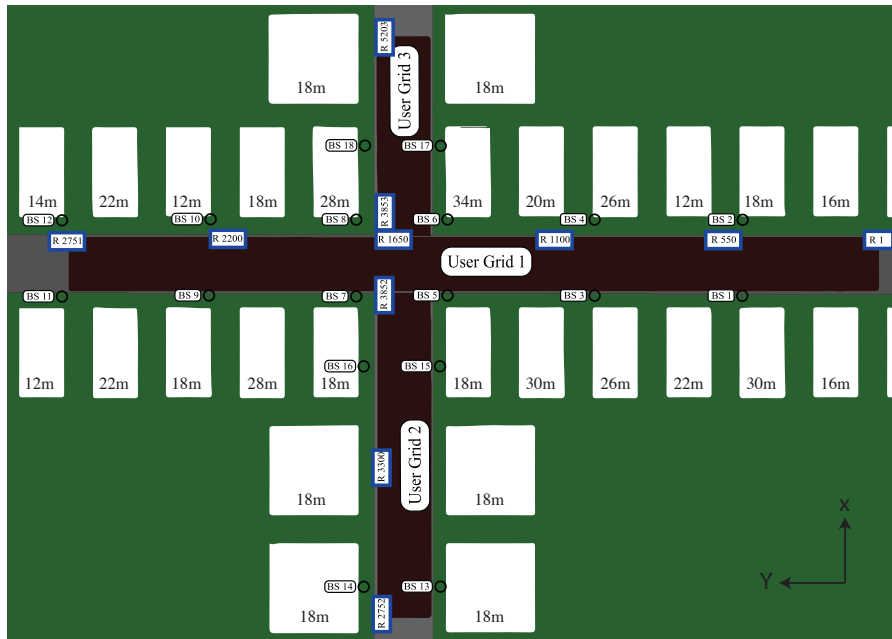 R 5203
User Grid 3
18m
18m
BS 18
BS 17
14m
22m
12m
18m
28m
34m
20m
26m
12m
18m
16m
BS 12
BS 10
BS 8
R 3853
BS 6
BS 4
BS 2
R 2751
R 2200
R 1650
R 1100
R 550
R 1
User Grid 1
BS 11
BS 9
BS 7
R 3852
BS 5
BS 3
BS 1
BS 16
BS 15
12m
22m
18m
28m
18m
18m
30m
26m
22m
30m
16m
User Grid 2
R 3300
18m
18m
X
Y
BS 14
BS 13
R 2752
18m
18m